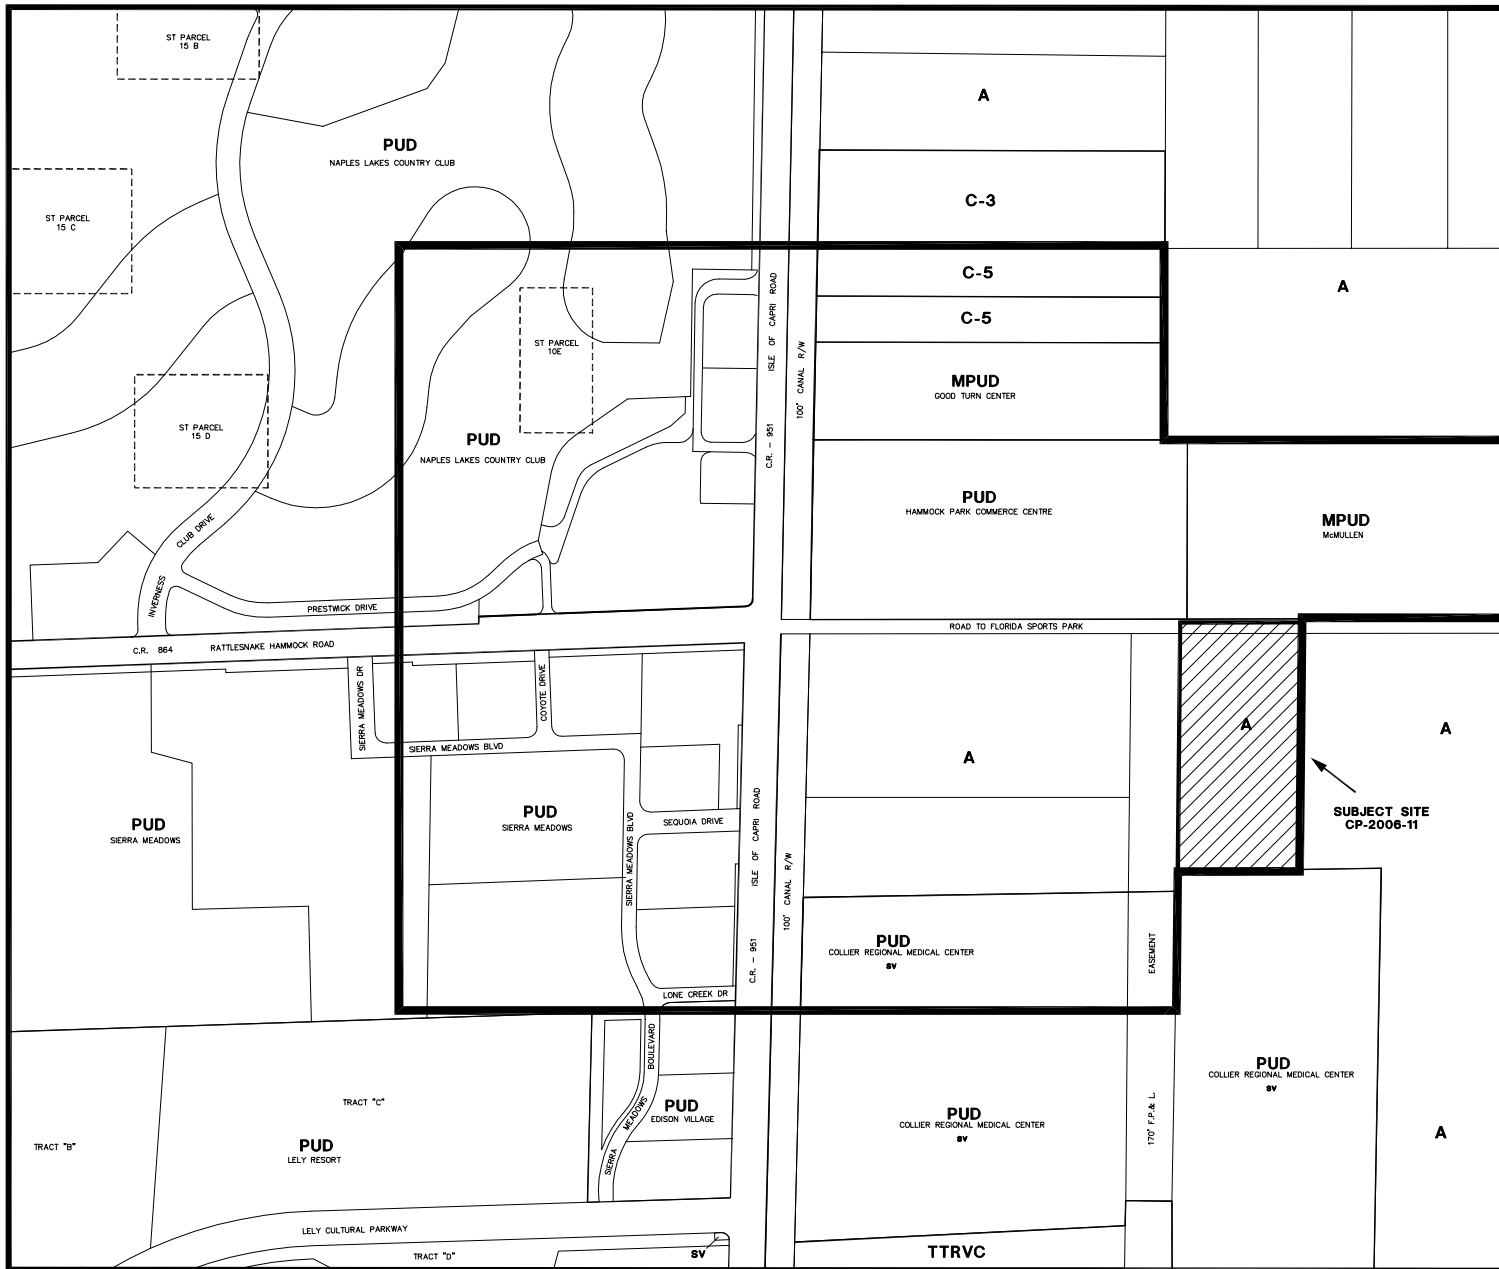 ST PARCEL
15 B
PUD
NAPLES LAKES COUNTRY CLUB
A
C-3
ST PARCEL
15 C
C-5
C-5
A
ISLE OF CAPRI ROAD
C.R. - 951
100' CANAL R/W
ST PARCEL
10E
MPUD
GOOD TURN CENTER
ST PARCEL
15 D
PUD
NAPLES LAKES COUNTRY CLUB
PUD
HAMMOCK PARK COMMERCE CENTRE
MPUD
McMULLEN
CLUB DRIVE
INVERNESS
PRESTWICK DRIVE
ROAD TO FLORIDA SPORTS PARK
C.R. 864
RATTLESNAKE HAMMOCK ROAD
SIERRA MEADOWS DR
COYOTE DRIVE
SIERRA MEADOWS BLVD
A
A
A
PUD
SIERRA MEADOWS
PUD
SIERRA MEADOWS
SIERRA MEADOWS BLVD
SEQUOIA DRIVE
ISLE OF CAPRI ROAD
C.R. - 951
100' CANAL R/W
SUBJECT SITE
CP-2006-11
PUD
COLLIER REGIONAL MEDICAL CENTER
SV
EASEMENT
LONE CREEK DR
BOULEVARD
MEADOWS
SIERRA
PUD
EDISON VILLAGE
TRACT "C"
TRACT "B"
PUD
LELY RESORT
PUD
COLLIER REGIONAL MEDICAL CENTER
SV
170' F.P.& L.
PUD
COLLIER REGIONAL MEDICAL CENTER
SV
A
LELY CULTURAL PARKWAY
TRACT "D"
SV
TTRVC